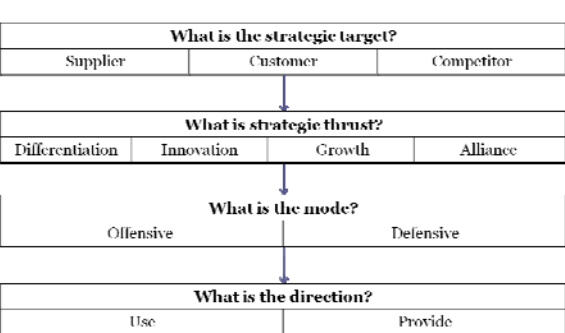 What is the strategic target?
Supplier Customer Competitor
What is strategic thrust?
Differentiation Innovation Growth Alliance
What is the mode?
Offensive Defensive
What is the direction?
Use Provide